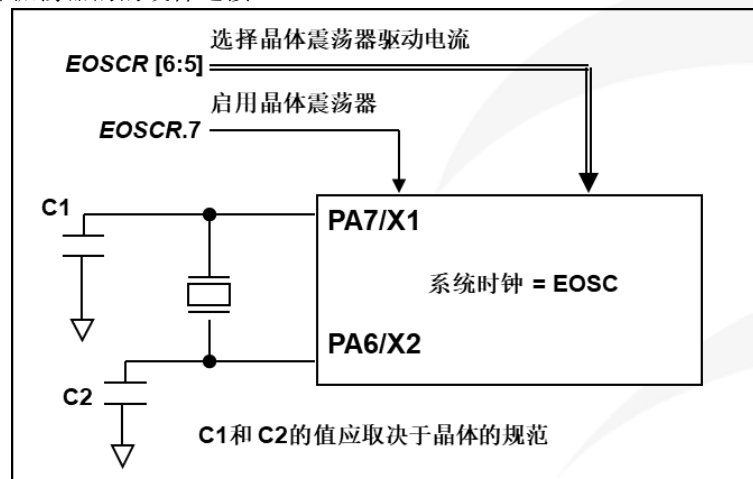 选择晶体震荡器驱动电流
EOSCR [6:5]
启用晶体震荡器
EOSCR.7
C1
PA7/X1
系统时钟 = EOSC
PA6/X2
C2
C1和 C2的值应取决于晶体的规范